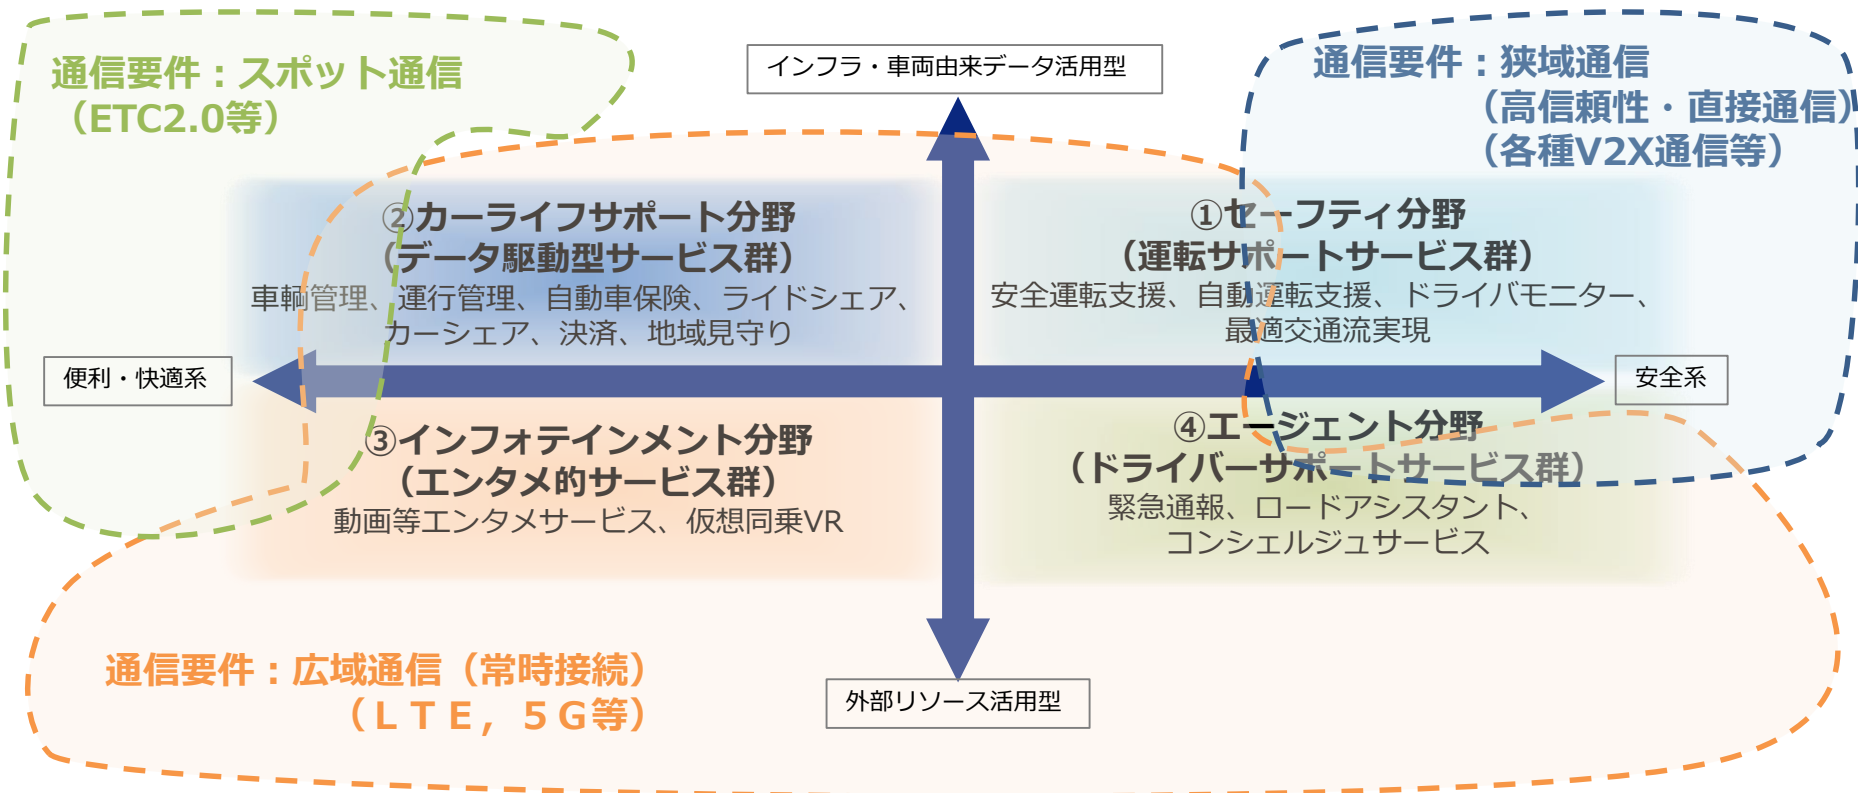 通信要件：スポット通信
（ETC2.0等）
インフラ・車両由来データ活用型
通信要件：狭域通信
（高信頼性・直接通信）
（各種V2X通信等）
②カーライフサポート分野
（データ駆動型サービス群）
車輌管理、運行管理、自動車保険、ライドシェア、
カーシェア、決済、地域見守り
①セーフティ分野
（運転サポートサービス群）
安全運転支援、自動運転支援、ドライバモニター、
最適交通流実現
便利・快適系
安全系
③インフォテインメント分野
（エンタメ的サービス群）
動画等エンタメサービス、仮想同乗VR
④エージェント分野
（ドライバーサポートサービス群）
緊急通報、ロードアシスタント、
コンシェルジュサービス
通信要件：広域通信（常時接続）
（ＬＴＥ，５Ｇ等）
外部リソース活用型